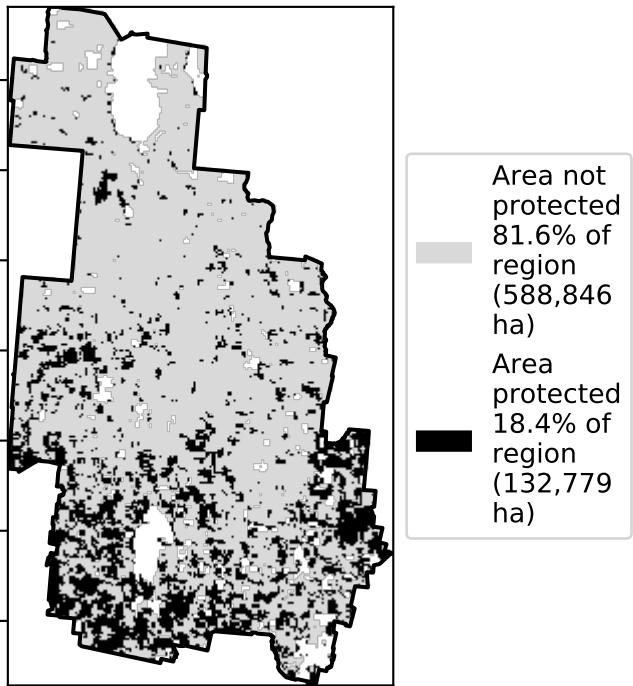 Area not
protected
81.6% of
region
(588,846
ha)
Area
protected
18.4% of
region
(132,779
ha)